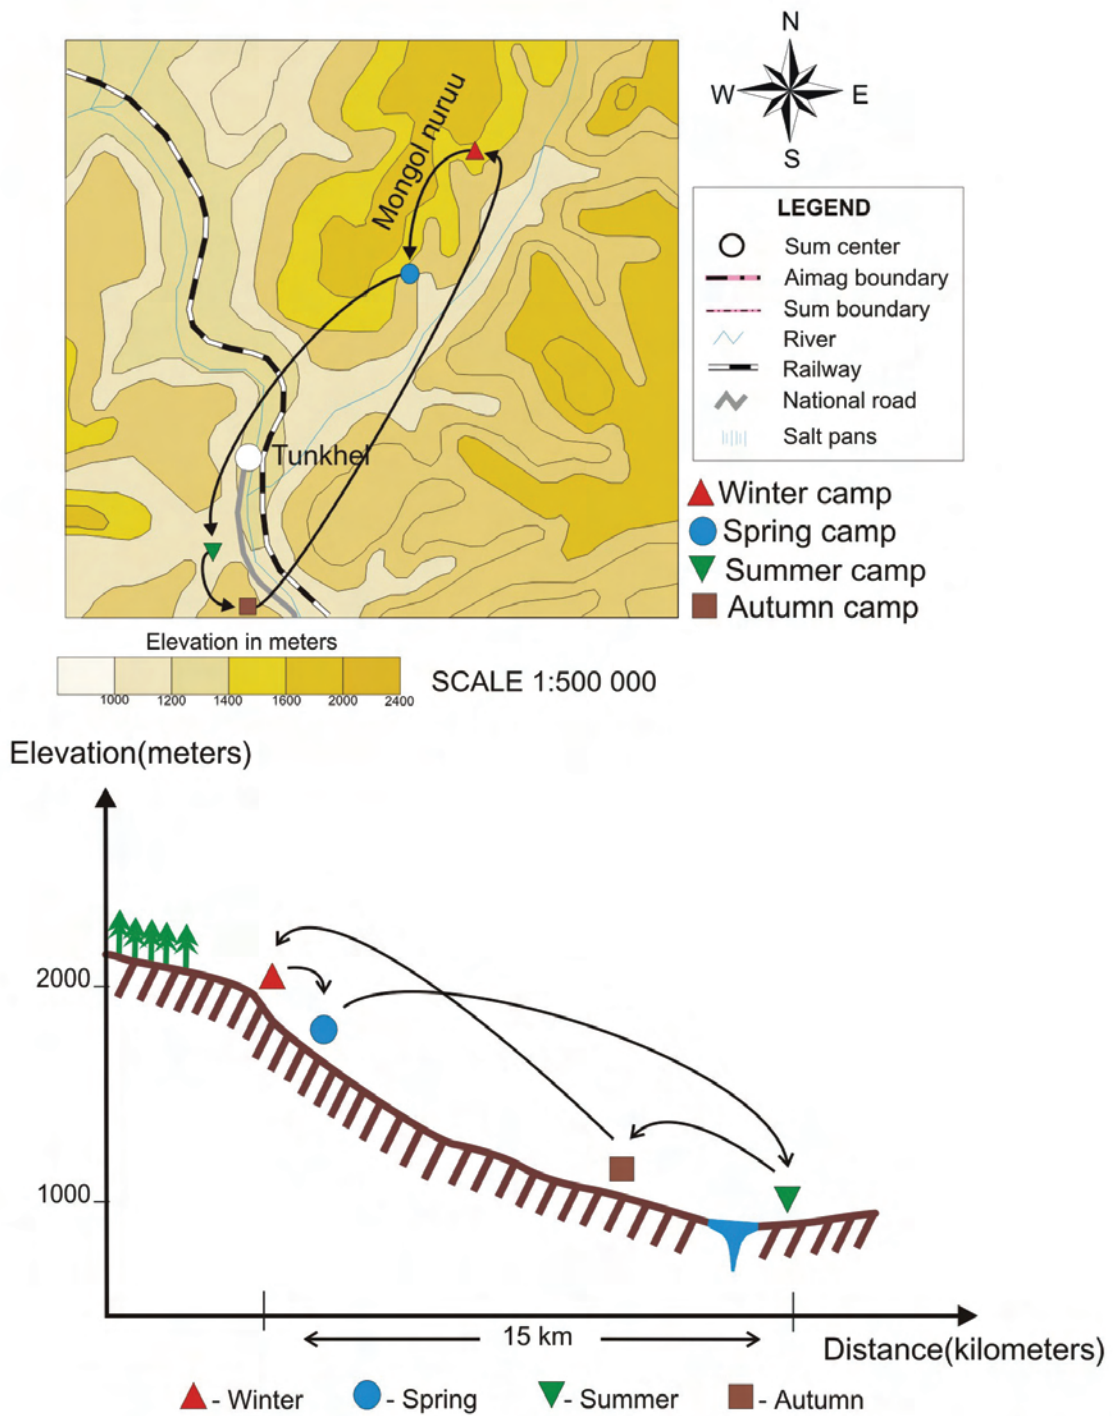 N
W E
S
Mongol nuruu
Tunkhel
LEGEND
Sum center
Aimag boundary
Sum boundary
River
Railway
National road
Salt pans
Winter camp
Spring camp
Summer camp
Autumn camp
Elevation in meters
1000 1200 1400 1600 2000 2400
SCALE 1:500 000
Elevation(meters)
2000
1000
15 km
Distance(kilometers)
- Winter - Spring - Summer - Autumn